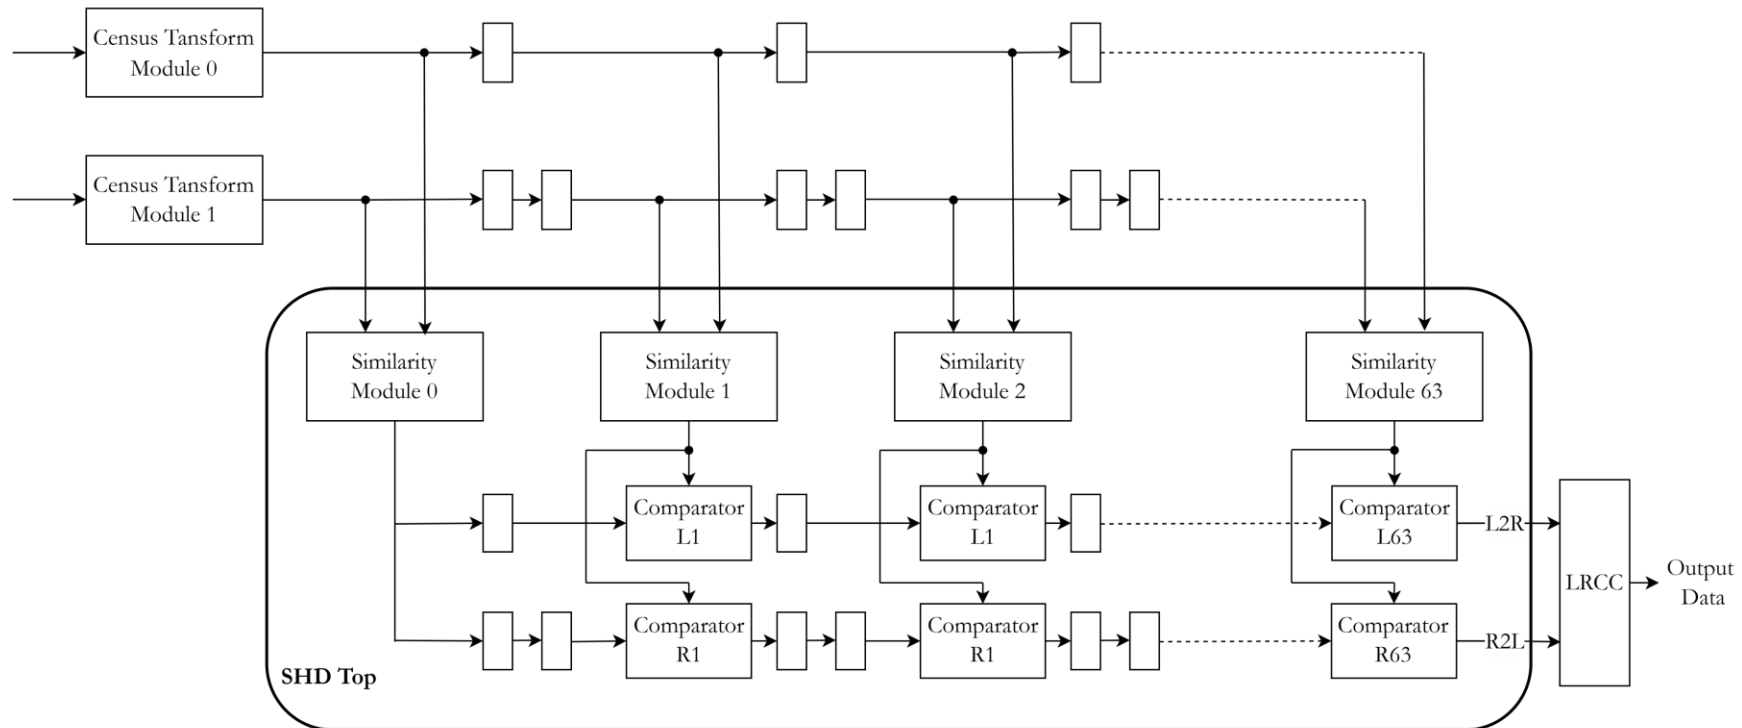 Census Tansform
Module 0
Census Tansform
Module 1
Similarity
Module 0
Similarity
Module 1
Similarity
Module 2
Similarity
Module 63
Comparator
L1
Comparator
L1
Comparator
L63
L2R
Comparator
R1
Comparator
R1
Comparator
R63
R2L
LRCC
Output
Data
SHD Top